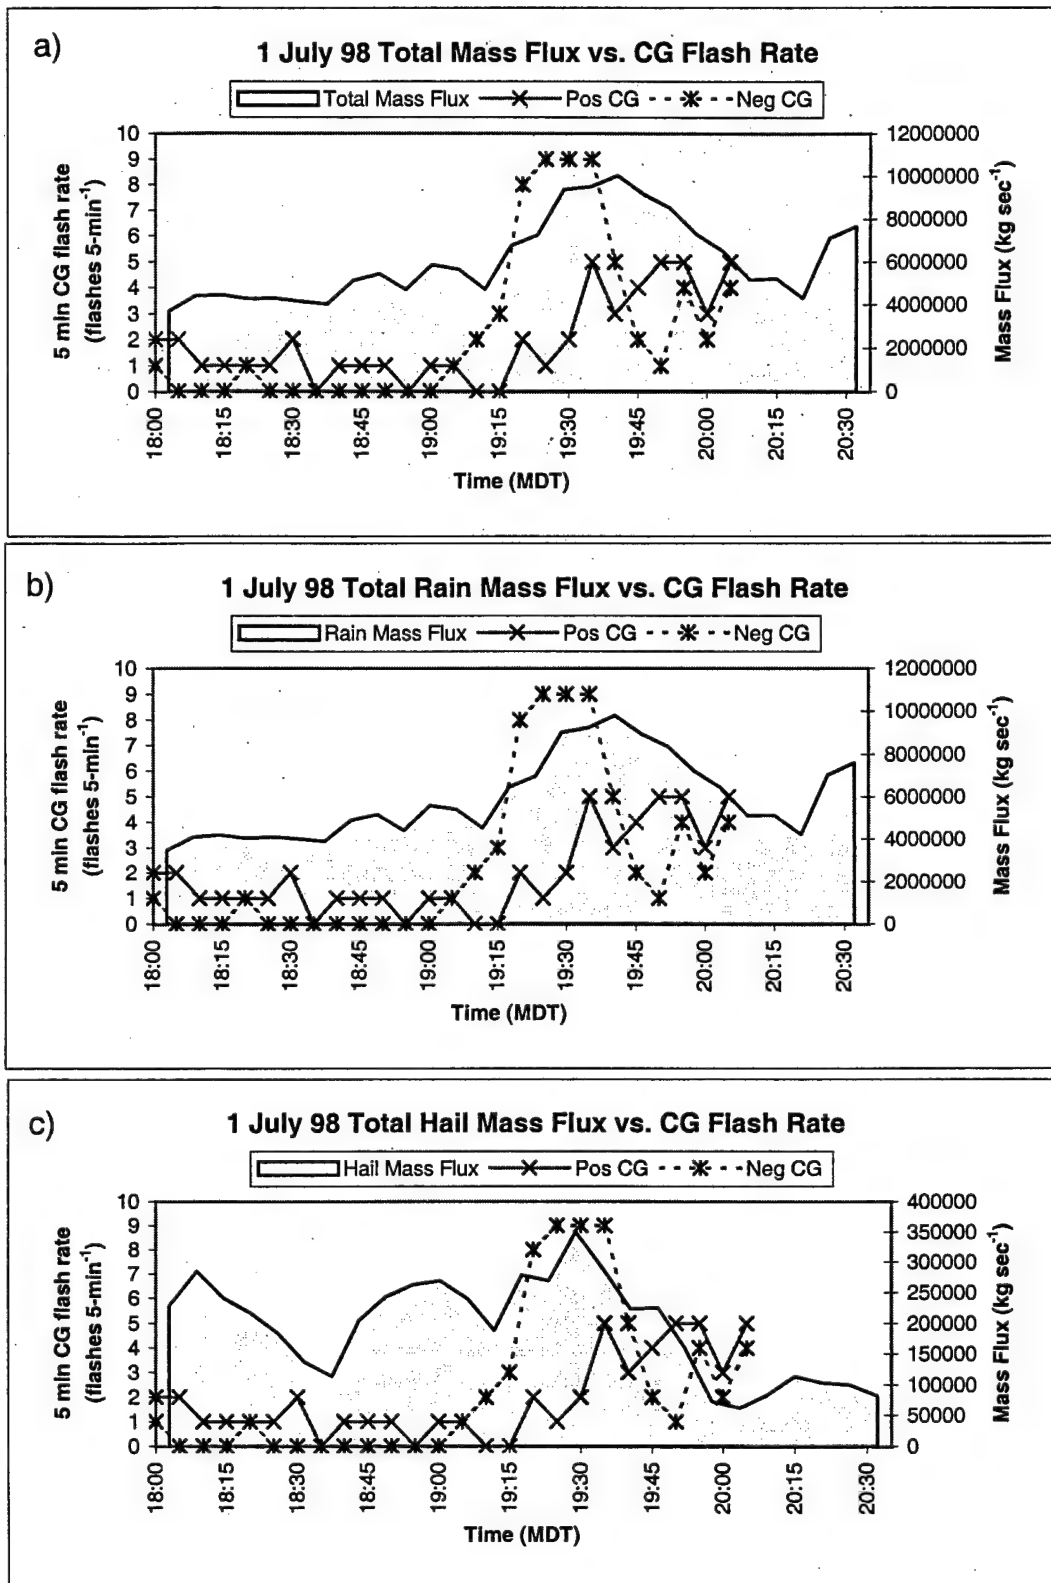 a)
1 July 98 Total Mass Flux vs. CG Flash Rate
Total Mass Flux Pos CG Neg CG
5 min CG flash rate
(flashes 5-min⁻¹)
10
9
8
7
6
5
4
3
2
1
0
12000000
10000000
8000000
6000000
4000000
2000000
0
Mass Flux (kg sec⁻¹)
18:00 18:15 18:30 18:45 19:00 19:15 19:30 19:45 20:00 20:15 20:30
Time (MDT)
b)
1 July 98 Total Rain Mass Flux vs. CG Flash Rate
Rain Mass Flux Pos CG Neg CG
5 min CG flash rate
(flashes 5-min⁻¹)
10
9
8
7
6
5
4
3
2
1
0
12000000
10000000
8000000
6000000
4000000
2000000
0
Mass Flux (kg sec⁻¹)
18:00 18:15 18:30 18:45 19:00 19:15 19:30 19:45 20:00 20:15 20:30
Time (MDT)
c)
1 July 98 Total Hail Mass Flux vs. CG Flash Rate
Hail Mass Flux Pos CG Neg CG
5 min CG flash rate
(flashes 5-min⁻¹)
10
9
8
7
6
5
4
3
2
1
0
400000
350000
300000
250000
200000
150000
100000
50000
0
Mass Flux (kg sec⁻¹)
18:00 18:15 18:30 18:45 19:00 19:15 19:30 19:45 20:00 20:15 20:30
Time (MDT)